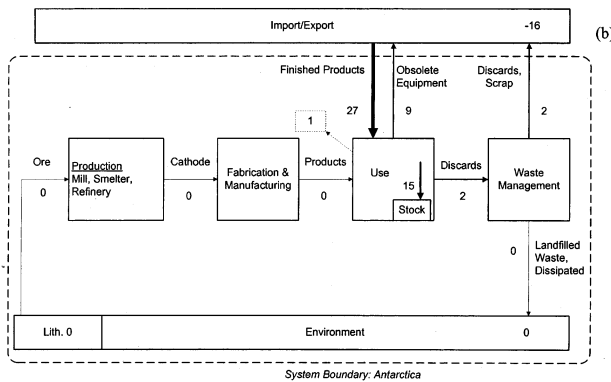 Import/Export -16
(b)
Finished Products
Obsolete
Equipment
Discards,
Scrap
27
9
2
1
Ore
0
Production
Mill, Smelter,
Refinery
Cathode
0
Fabrication &
Manufacturing
Products
0
Use
15
Stock
Discards
2
Waste
Management
0
Landfilled
Waste,
Dissipated
Lith. 0
Environment
0
System Boundary: Antarctica